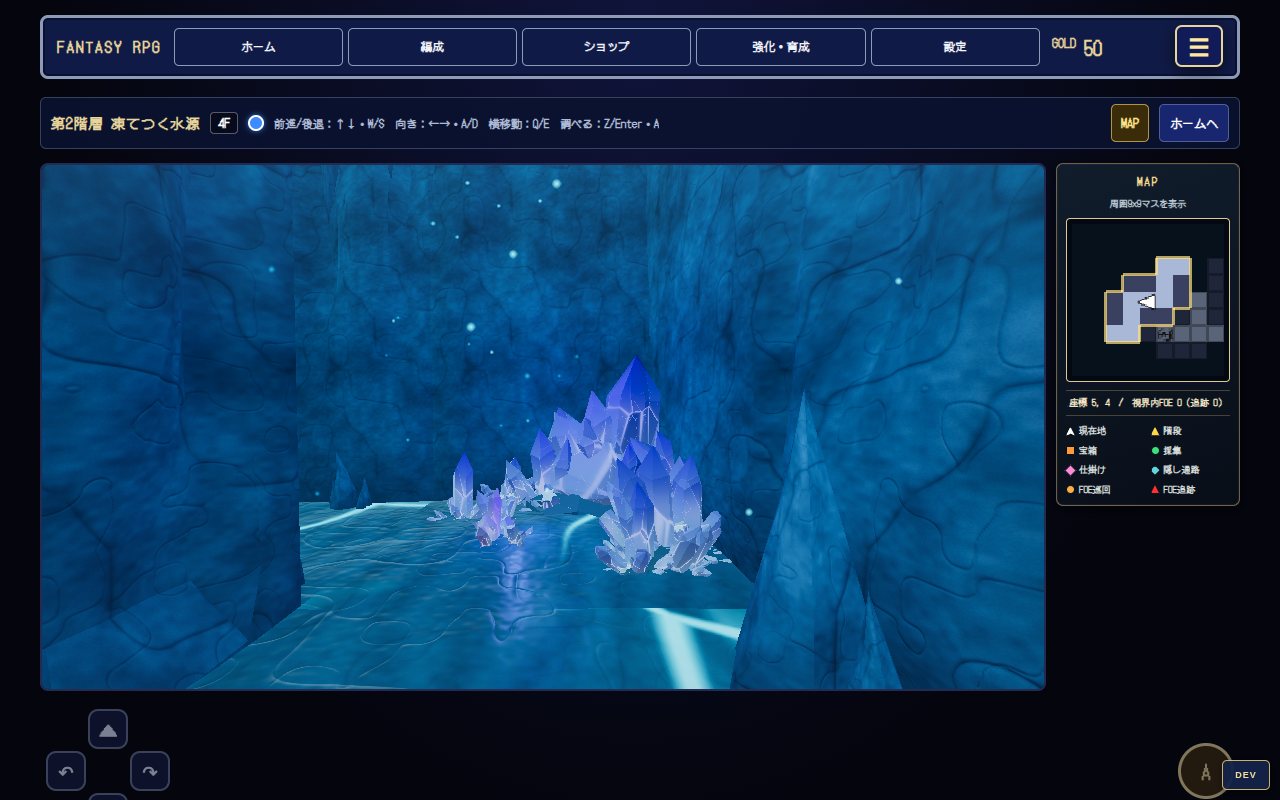 FANTASY RPG
ホーム
編成
ショップ
強化・育成
設定
GOLD 50
第2階層 凍てつく水源
4F
前進/後退:↑↓・W/S 向き:←→・A/D 横移動:Q/E 調べる:Z/Enter・A
MAP
ホームへ
MAP
周囲9x9マスを表示
座標 5, 4 / 視界内FOE 0 (追跡 0)
現在地
階段
宝箱
採集
仕掛け
隠し通路
FOE巡回
FOE追跡
A
DEV